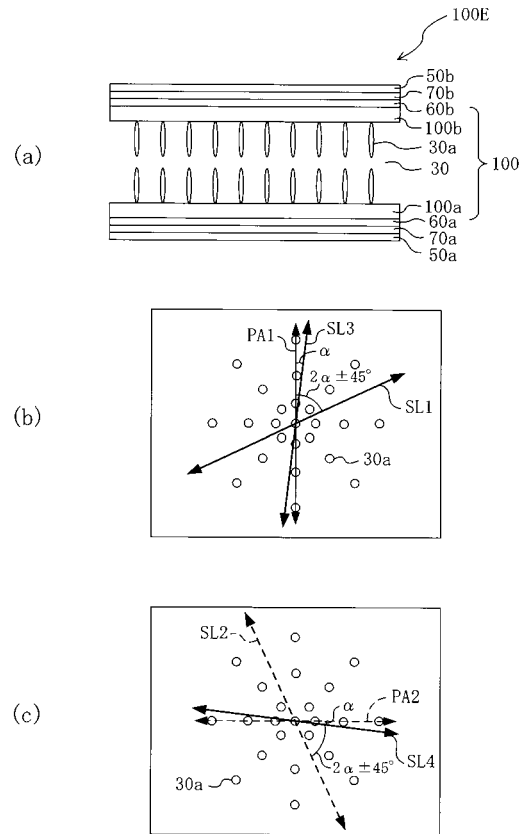 100E
50b
70b
60b
100b
(a)
30a
30
100
100a
60a
70a
50a
PA1
SL3
α
2α±45°
(b)
SL1
30a
SL2
α
PA2
(c)
SL4
2α±45°
30a